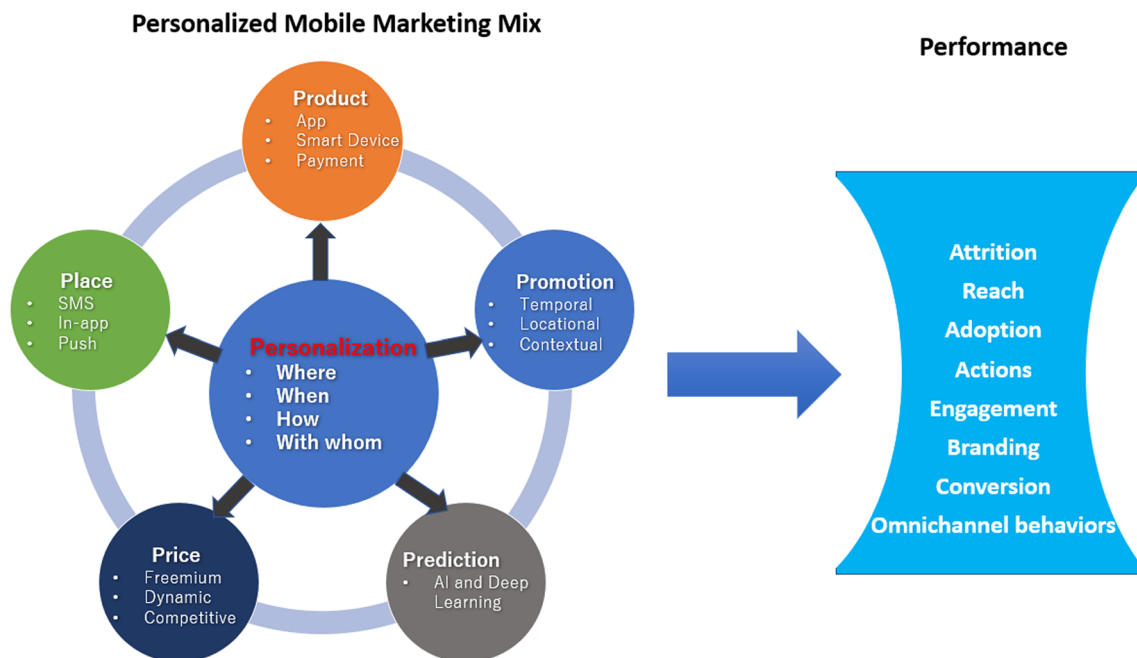 Personalized Mobile Marketing Mix
Performance
Product
• App
• Smart Device
• Payment
Place
• SMS
• In-app
• Push
Promotion
• Temporal
• Locational
• Contextual
Personalization
• Where
• When
• How
• With whom
Price
• Freemium
• Dynamic
• Competitive
Prediction
• AI and Deep
Learning
Attrition
Reach
Adoption
Actions
Engagement
Branding
Conversion
Omnichannel behaviors